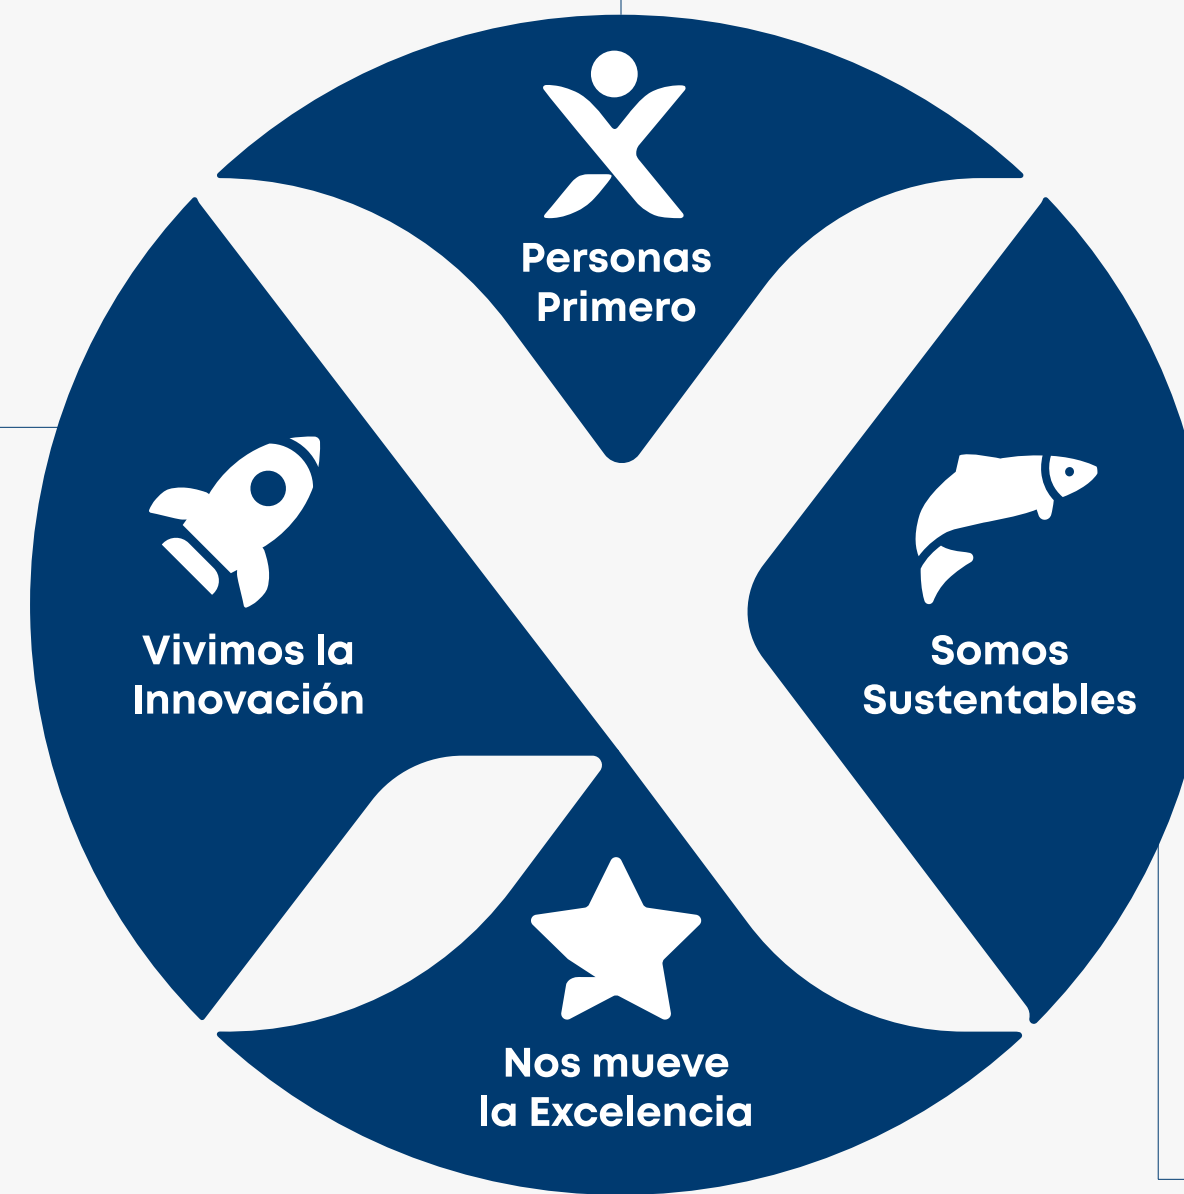 Personas
Primero
Vivimos la
Innovación
Somos
Sustentables
Nos mueve
la Excelencia